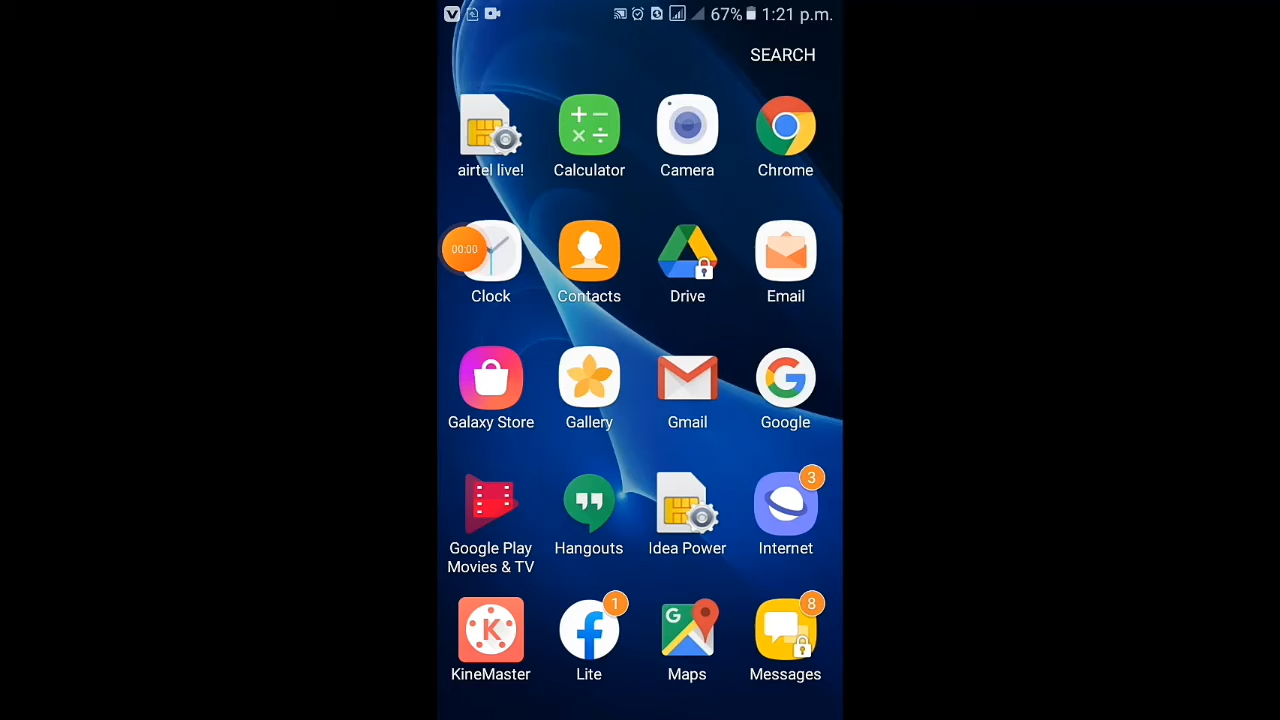 67% 1:21 p.m.
SEARCH
airtel live! Calculator Camera Chrome
00:00
Clock Contacts Drive Email
Galaxy Store Gallery Gmail Google
3
Google Play Hangouts Idea Power Internet
Movies & TV
K 1 8
KineMaster Lite Maps Messages